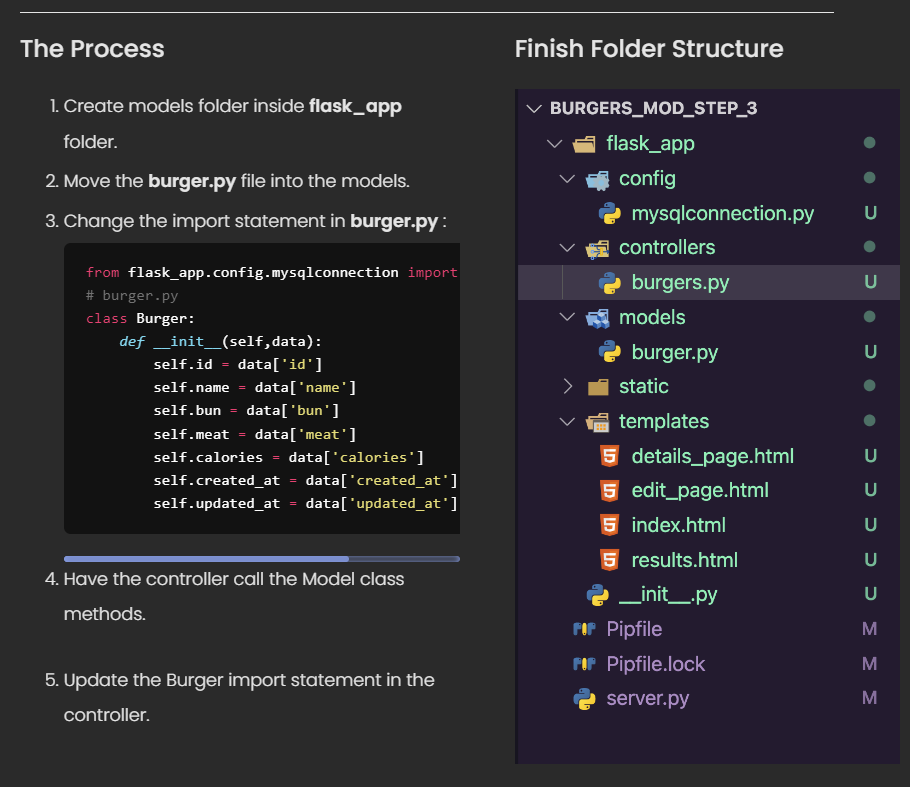 The Process
1. Create models folder inside flask_app
folder.
2. Move the burger.py file into the models.
3. Change the import statement in burger.py :
from flask_app.config.mysqlconnection import
# burger.py
class Burger:
    def __init__(self,data):
        self.id = data['id']
        self.name = data['name']
        self.bun = data['bun']
        self.meat = data['meat']
        self.calories = data['calories']
        self.created_at = data['created_at']
        self.updated_at = data['updated_at']
4. Have the controller call the Model class
methods.
5. Update the Burger import statement in the
controller.
Finish Folder Structure
BURGERS_MOD_STEP_3
flask_app
config
mysqlconnection.py U
controllers
burgers.py U
models
burger.py U
static
templates
details_page.html U
edit_page.html U
index.html U
results.html U
__init__.py U
Pipfile M
Pipfile.lock M
server.py M